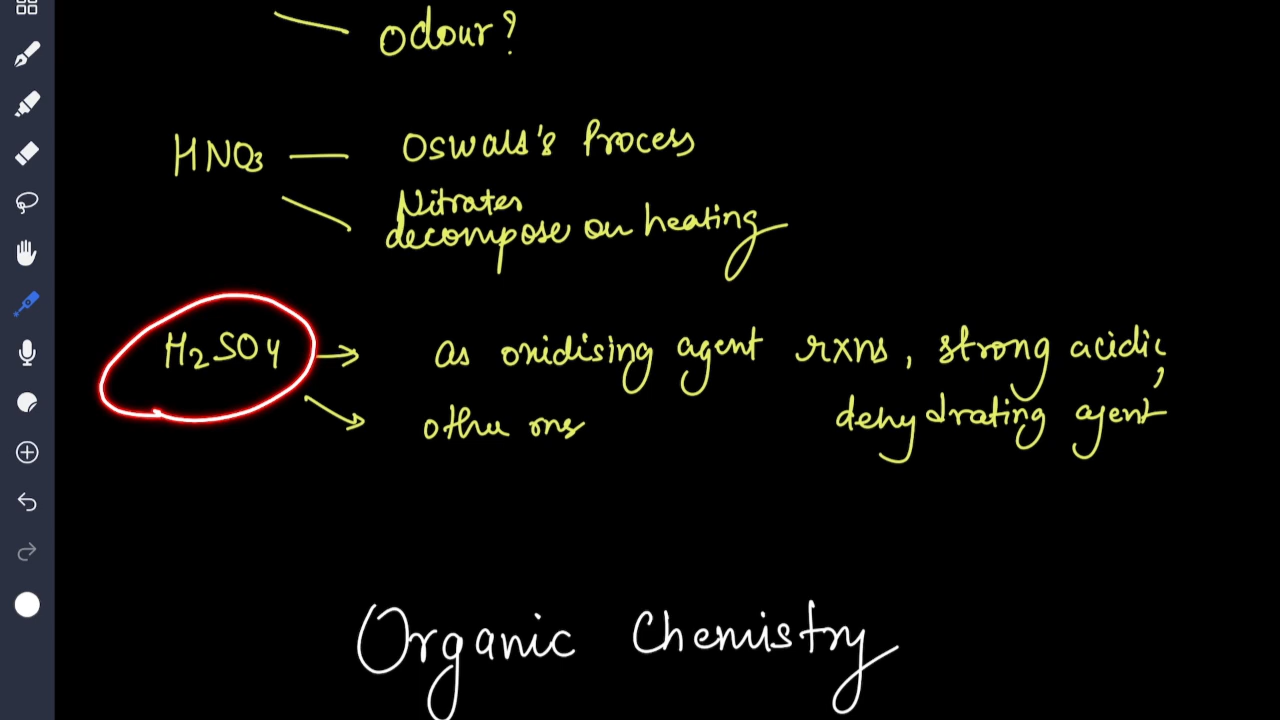 odour?
HNO3 — Oswald's Process
Nitrates
decompose on heating
H2SO4 → as oxidising agent rxns, strong acidic,
→ other ones dehydrating agent
Organic Chemistry